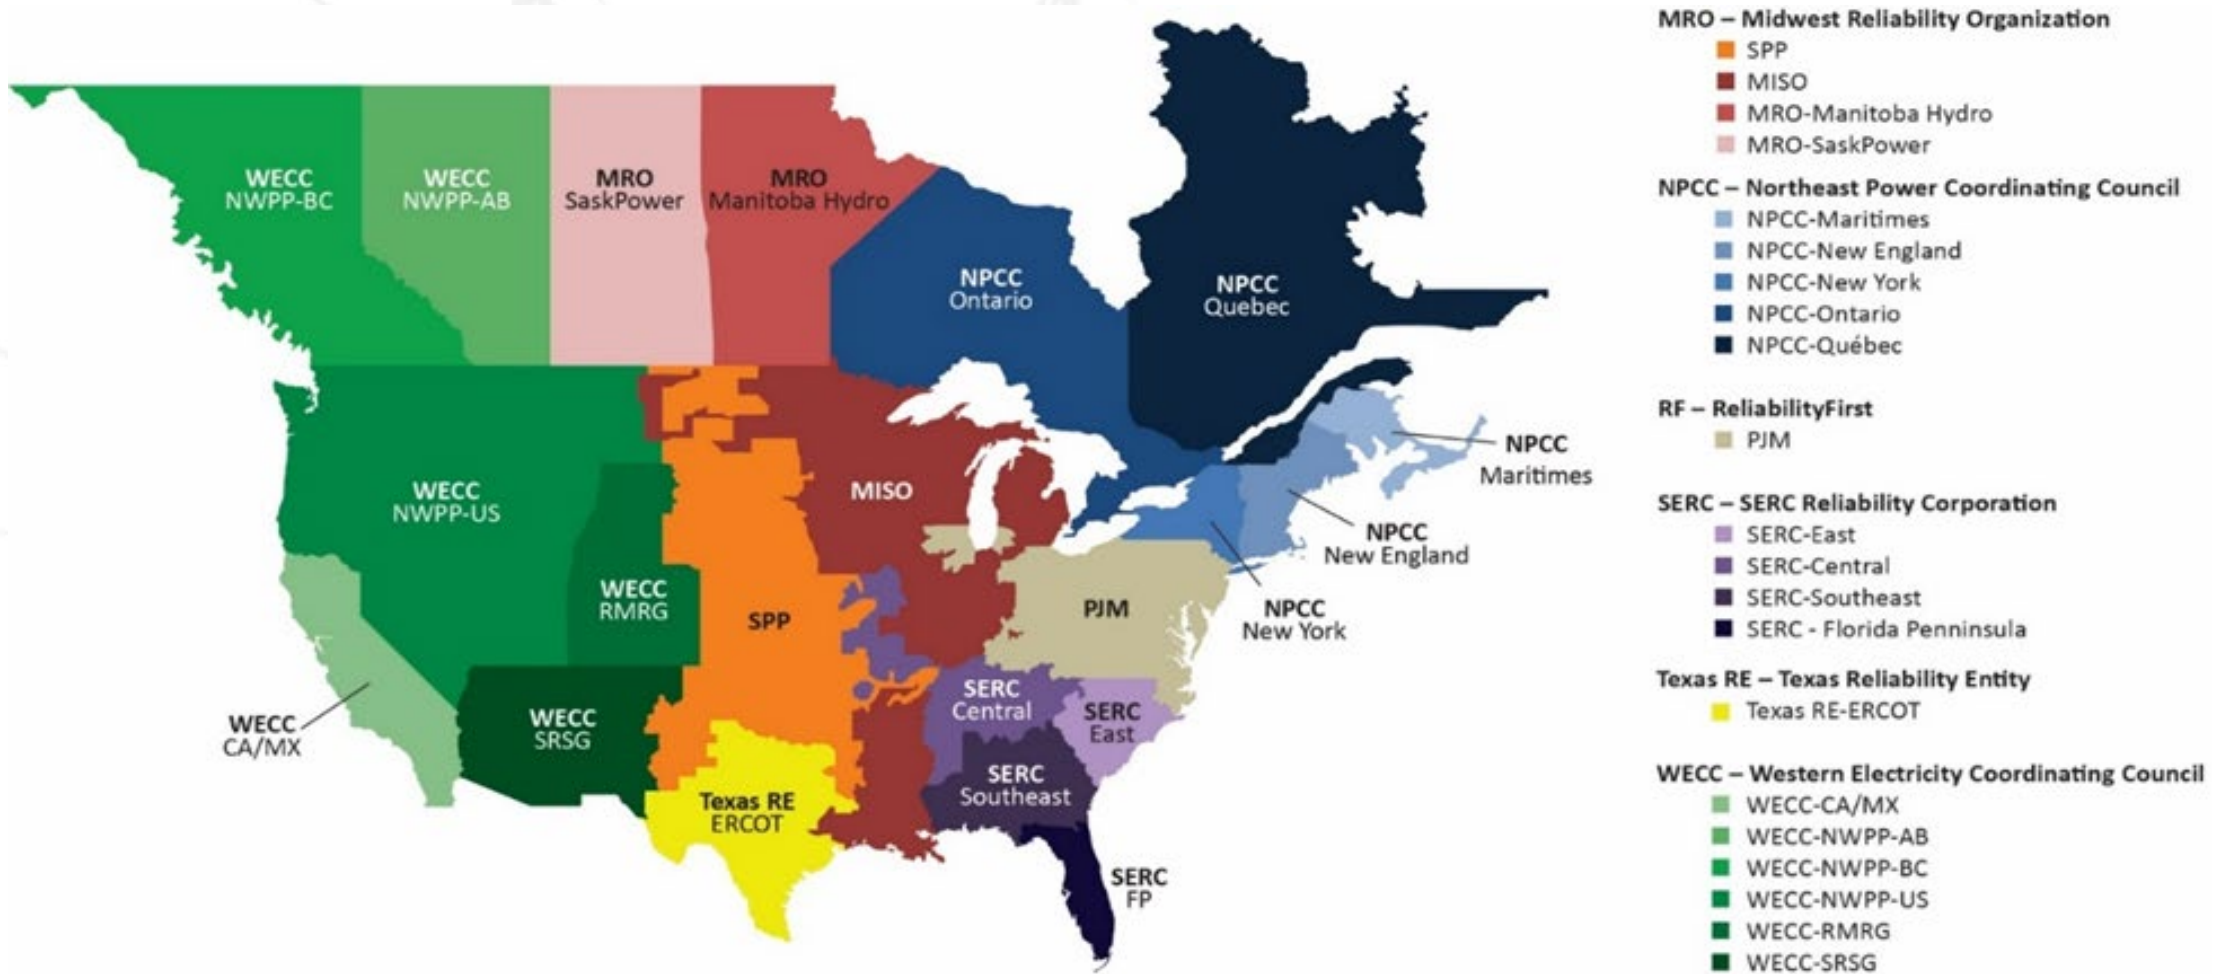 WECC
NWPP-BC
WECC
NWPP-AB
MRO
SaskPower
MRO
Manitoba Hydro
NPCC
Ontario
NPCC
Quebec
NPCC
Maritimes
NPCC
New England
NPCC
New York
WECC
NWPP-US
MISO
WECC
RMRG
SPP
PJM
WECC
CA/MX
WECC
SRSG
SERC
Central
SERC
East
SERC
Southeast
Texas RE
ERCOT
SERC
FP
MRO – Midwest Reliability Organization
SPP
MISO
MRO-Manitoba Hydro
MRO-SaskPower
NPCC – Northeast Power Coordinating Council
NPCC-Maritimes
NPCC-New England
NPCC-New York
NPCC-Ontario
NPCC-Québec
RF – ReliabilityFirst
PJM
SERC – SERC Reliability Corporation
SERC-East
SERC-Central
SERC-Southeast
SERC - Florida Penninsula
Texas RE – Texas Reliability Entity
Texas RE-ERCOT
WECC – Western Electricity Coordinating Council
WECC-CA/MX
WECC-NWPP-AB
WECC-NWPP-BC
WECC-NWPP-US
WECC-RMRG
WECC-SRSG